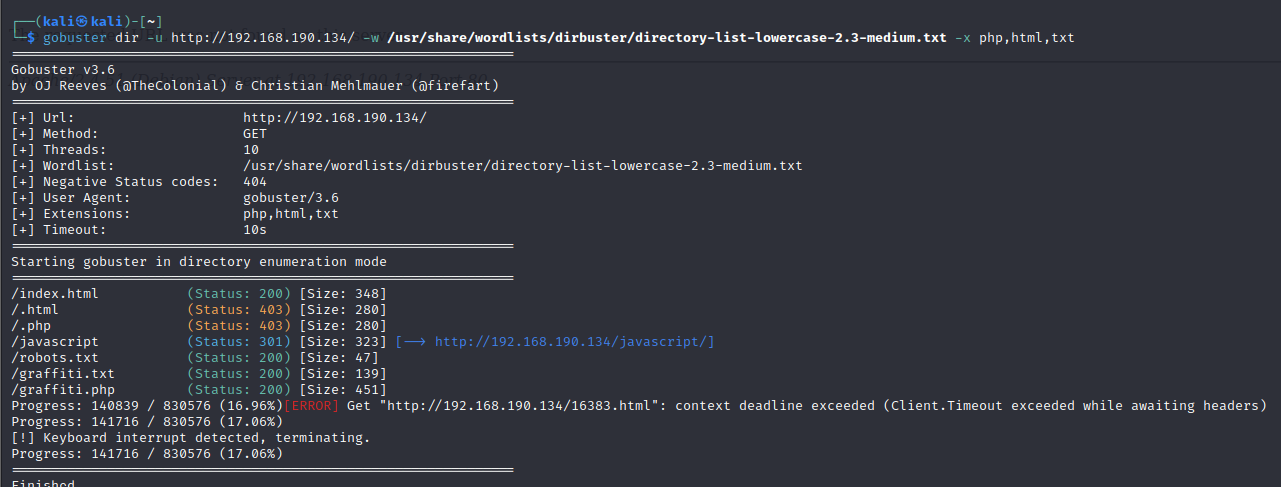 ┌──(kali㉿kali)-[~]
└─$ gobuster dir -u http://192.168.190.134/ -w /usr/share/wordlists/dirbuster/directory-list-lowercase-2.3-medium.txt -x php,html,txt
===============================================================
Gobuster v3.6
by OJ Reeves (@TheColonial) & Christian Mehlmauer (@firefart)
===============================================================
[+] Url:                     http://192.168.190.134/
[+] Method:                  GET
[+] Threads:                 10
[+] Wordlist:                /usr/share/wordlists/dirbuster/directory-list-lowercase-2.3-medium.txt
[+] Negative Status codes:   404
[+] User Agent:              gobuster/3.6
[+] Extensions:              php,html,txt
[+] Timeout:                 10s
===============================================================
Starting gobuster in directory enumeration mode
===============================================================
/index.html           (Status: 200) [Size: 348]
/.html                (Status: 403) [Size: 280]
/.php                 (Status: 403) [Size: 280]
/javascript           (Status: 301) [Size: 323] [--> http://192.168.190.134/javascript/]
/robots.txt           (Status: 200) [Size: 47]
/graffiti.txt         (Status: 200) [Size: 139]
/graffiti.php         (Status: 200) [Size: 451]
Progress: 140839 / 830576 (16.96%)[ERROR] Get "http://192.168.190.134/16383.html": context deadline exceeded (Client.Timeout exceeded while awaiting headers)
Progress: 141716 / 830576 (17.06%)
[!] Keyboard interrupt detected, terminating.
Progress: 141716 / 830576 (17.06%)
===============================================================
Finished